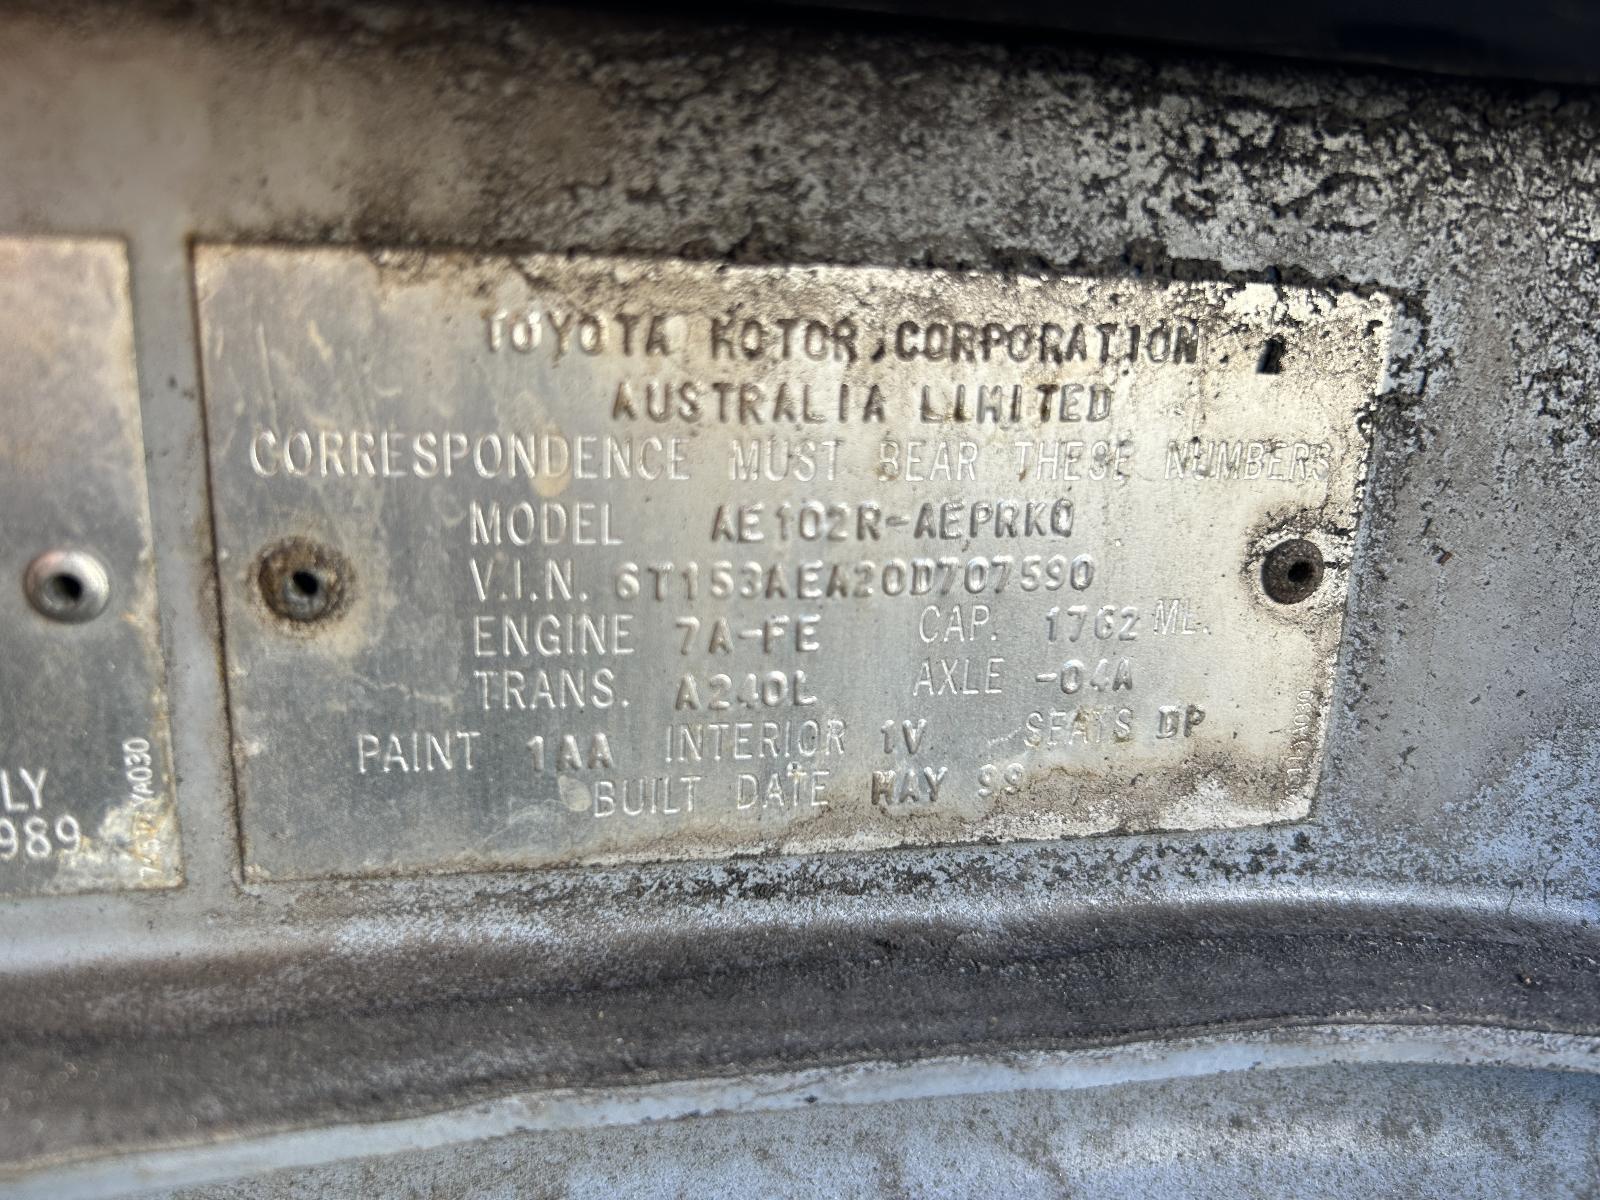 TOYOTA MOTOR CORPORATION
AUSTRALIA LIMITED
CORRESPONDENCE MUST BEAR THESE NUMBERS
MODEL AE102R-AEPRKQ
V.I.N. 6T153AEA20D707590
ENGINE 7A-FE CAP. 1762 ML.
TRANS. A240L AXLE -04A
PAINT 1AA INTERIOR 1V SEATS DP
BUILT DATE MAY 99
LY
989